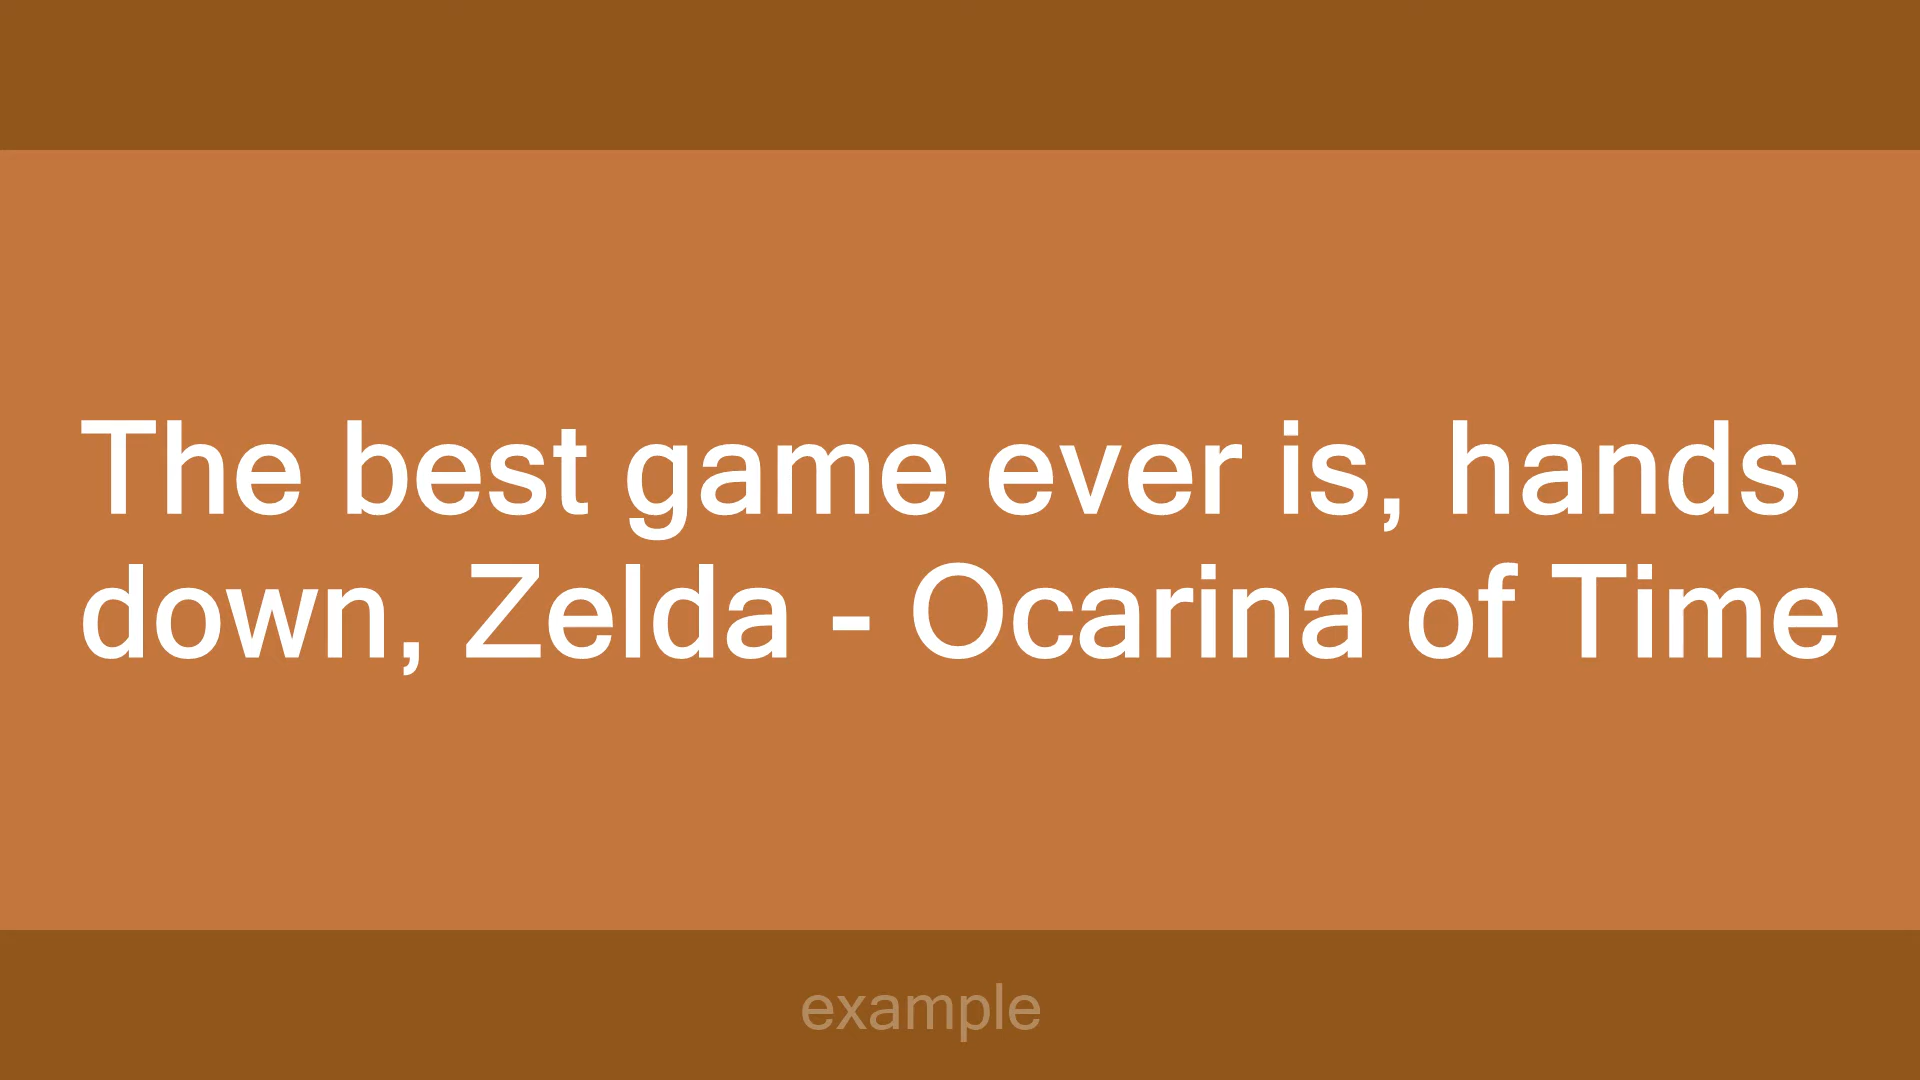 The best game ever is, hands
down, Zelda - Ocarina of Time
example